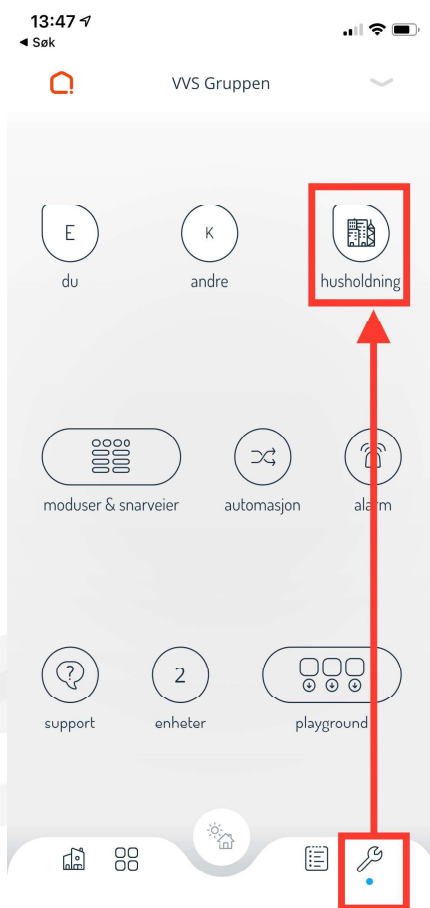 13:47
◀ Søk
VVS Gruppen
E
K
du
andre
husholdning
moduser & snarveier
automasjon
alarm
?
2
support
enheter
playground